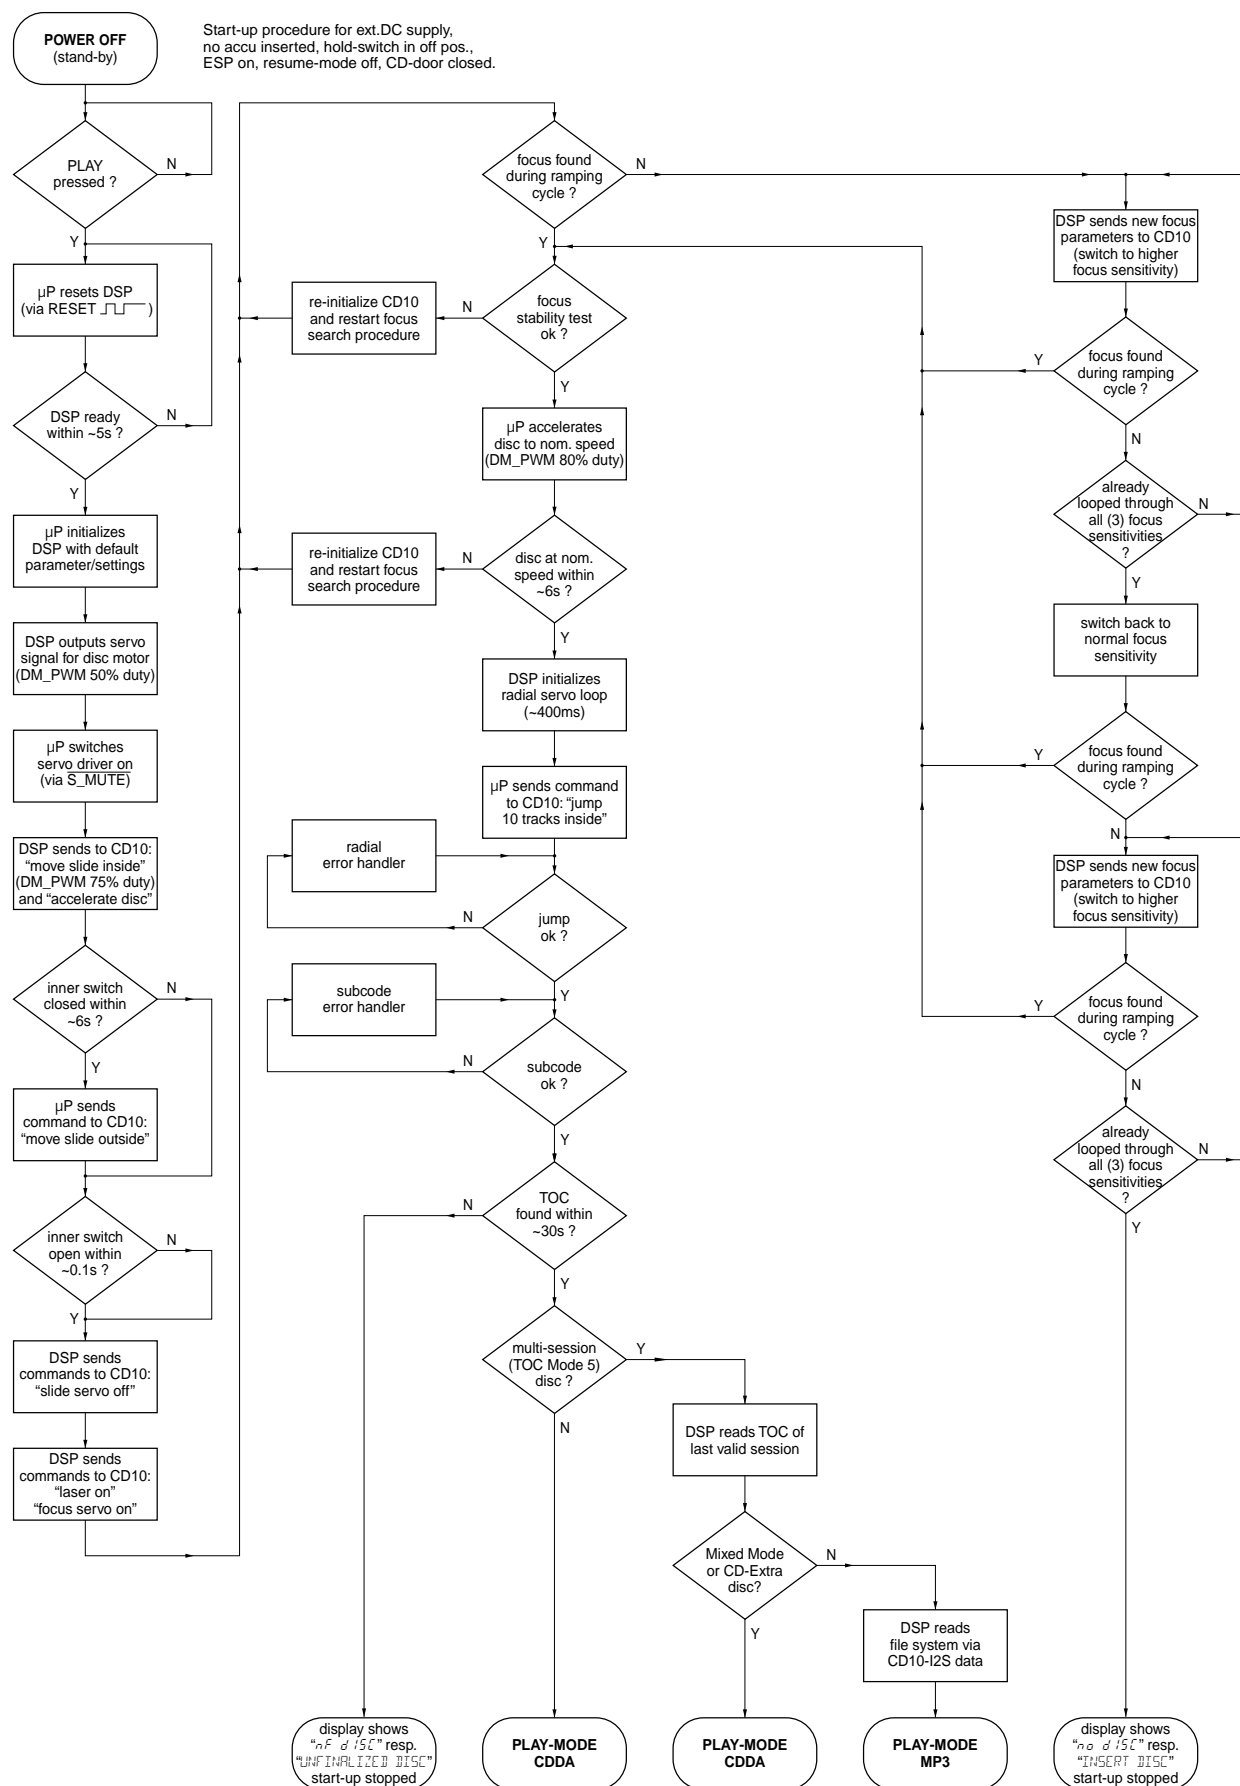 POWER OFF
(stand-by)
Start-up procedure for ext.DC supply,
no accu inserted, hold-switch in off pos.,
ESP on, resume-mode off, CD-door closed.
PLAY
pressed ?
N
Y
µP resets DSP
(via RESET )
DSP ready
within ~5s ?
N
Y
µP initializes
DSP with default
parameter/settings
DSP outputs servo
signal for disc motor
(DM_PWM 50% duty)
µP switches
servo driver on
(via S_MUTE)
DSP sends to CD10:
“move slide inside”
(DM_PWM 75% duty)
and “accelerate disc”
inner switch
closed within
~6s ?
N
Y
µP sends
command to CD10:
“move slide outside”
inner switch
open within
~0.1s ?
N
Y
DSP sends
commands to CD10:
“slide servo off”
DSP sends
commands to CD10:
“laser on”
“focus servo on”
focus found
during ramping
cycle ?
N
Y
focus
stability test
ok ?
N
Y
re-initialize CD10
and restart focus
search procedure
µP accelerates
disc to nom. speed
(DM_PWM 80% duty)
disc at nom.
speed within
~6s ?
N
Y
re-initialize CD10
and restart focus
search procedure
DSP initializes
radial servo loop
(~400ms)
µP sends command
to CD10: “jump
10 tracks inside”
radial
error handler
jump
ok ?
N
Y
subcode
error handler
subcode
ok ?
N
Y
TOC
found within
~30s ?
N
Y
multi-session
(TOC Mode 5)
disc ?
Y
N
DSP reads TOC of
last valid session
Mixed Mode
or CD-Extra
disc?
N
Y
DSP reads
file system via
CD10-I2S data
DSP sends new focus
parameters to CD10
(switch to higher
focus sensitivity)
focus found
during ramping
cycle ?
Y
N
already
looped through
all (3) focus
sensitivities
?
N
Y
switch back to
normal focus
sensitivity
focus found
during ramping
cycle ?
Y
N
DSP sends new focus
parameters to CD10
(switch to higher
focus sensitivity)
focus found
during ramping
cycle ?
Y
N
already
looped through
all (3) focus
sensitivities
?
N
Y
display shows
“nF dISC” resp.
“UNFINALIZED DISC”
start-up stopped
PLAY-MODE
CDDA
PLAY-MODE
CDDA
PLAY-MODE
MP3
display shows
“no dISC” resp.
“INSERT DISC”
start-up stopped